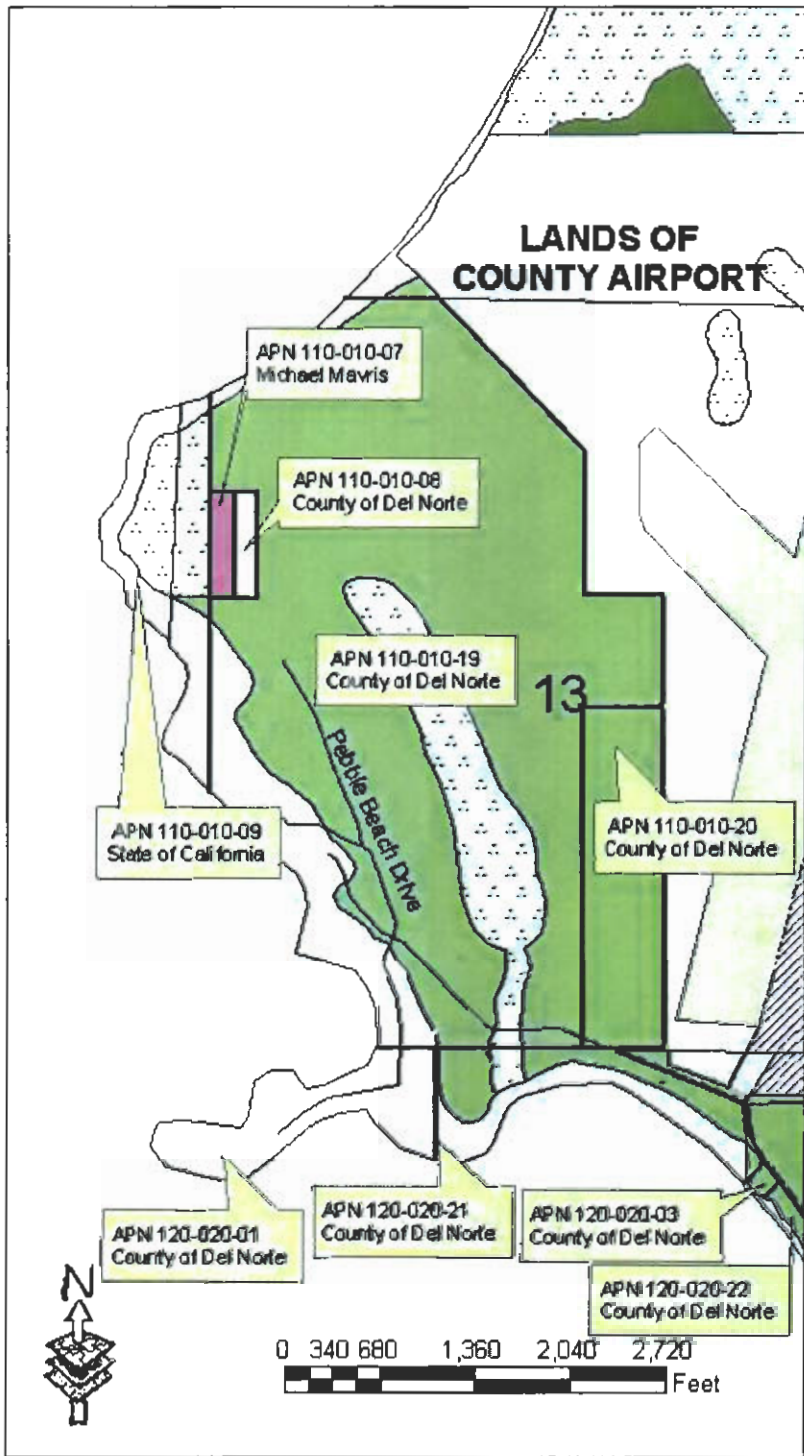 LANDS OF
COUNTY AIRPORT
APN 110-010-07
Michael Mavris
APN 110-010-08
County of Del Norte
APN 110-010-19
County of Del Norte
13
Pebble Beach Drive
APN 110-010-09
State of California
APN 110-010-20
County of Del Norte
APN 120-020-01
County of Del Norte
APN 120-020-21
County of Del Norte
APN 120-020-03
County of Del Norte
APN 120-020-22
County of Del Norte
N
0 340 680 1,360 2,040 2,720
Feet